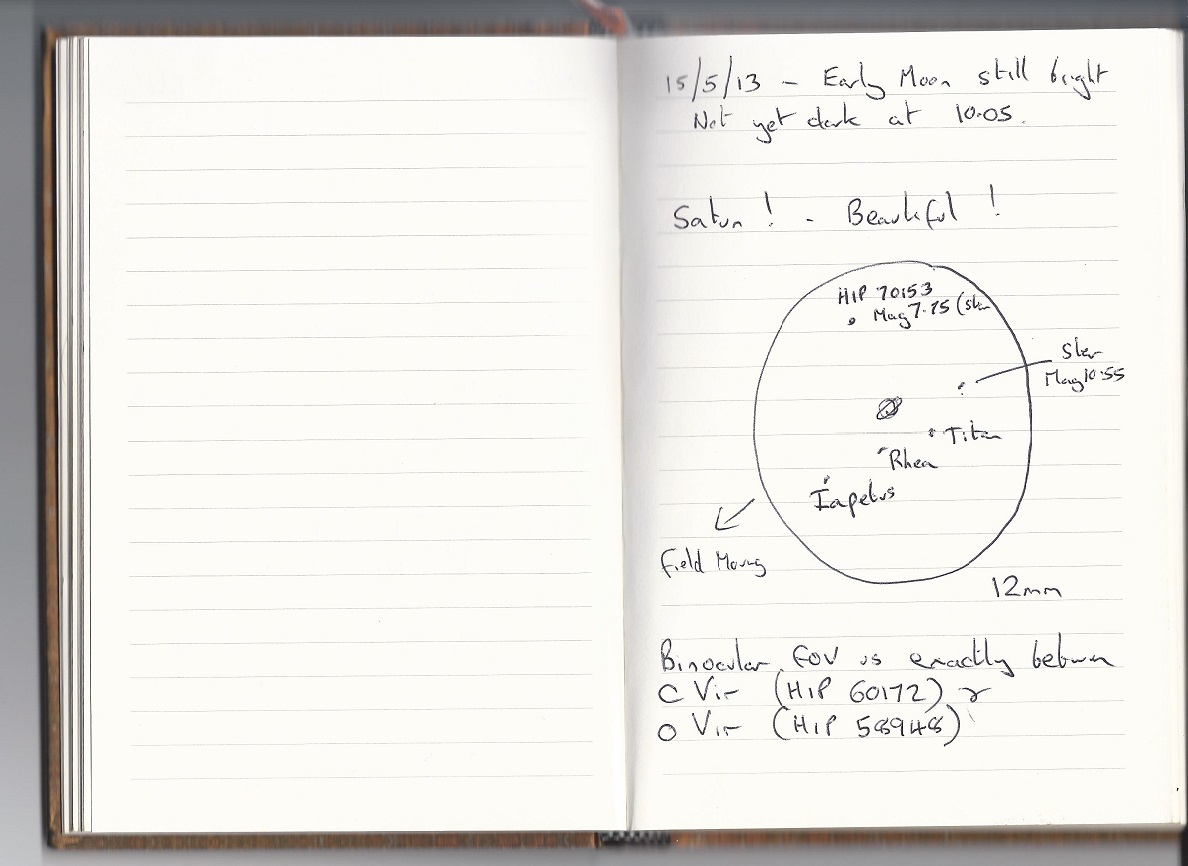 15/5/13 – Early Moon still bright
Not yet dark at 10.05.
Saturn! - Beautiful!
HIP 70153
Mag 7.75 (star
Star
Mag 10.55
Titan
Rhea
Iapetus
Field Moving
12mm
Binocular FOV is exactly between
C Vir (HIP 60172) &
O Vir (HIP 58948)